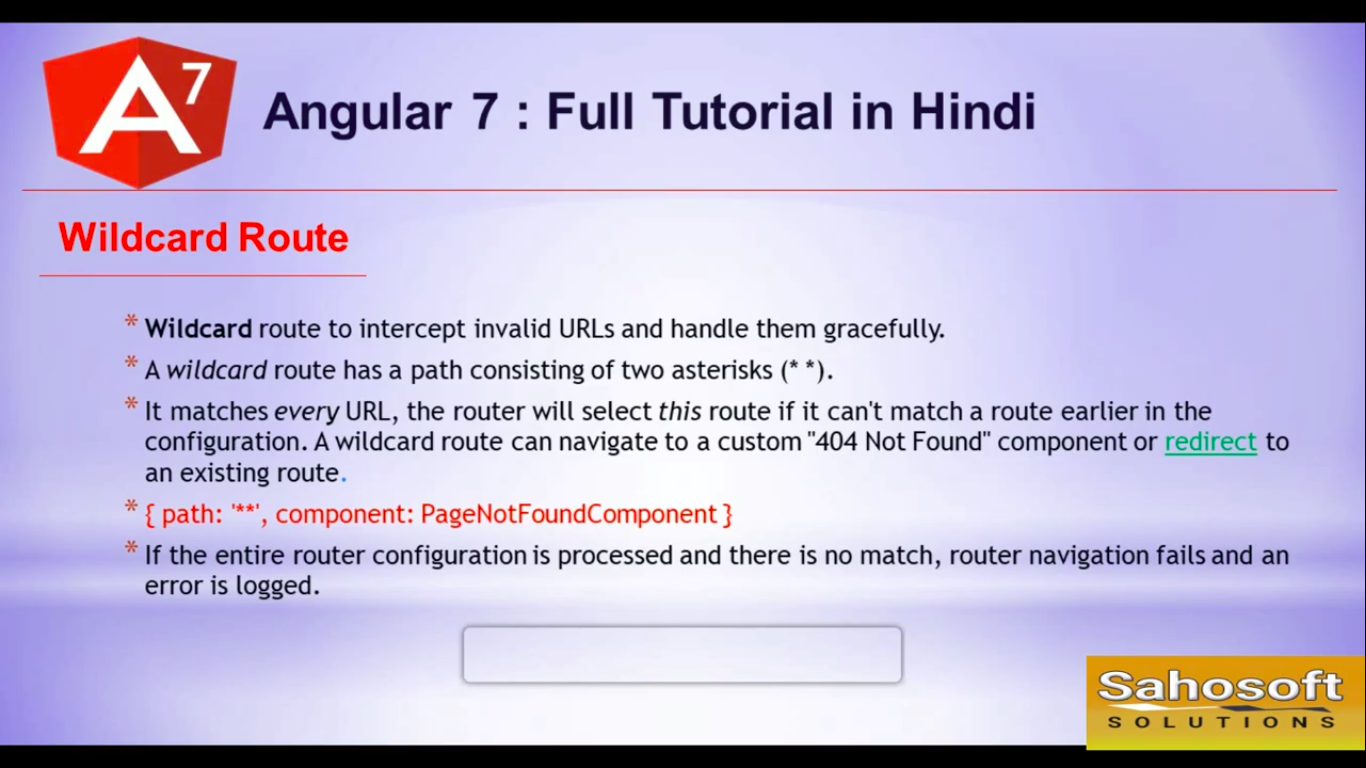 A7
Angular 7 : Full Tutorial in Hindi
Wildcard Route
* Wildcard route to intercept invalid URLs and handle them gracefully.
* A wildcard route has a path consisting of two asterisks (* *).
* It matches every URL, the router will select this route if it can't match a route earlier in the
configuration. A wildcard route can navigate to a custom "404 Not Found" component or redirect to
an existing route.
* { path: '**', component: PageNotFoundComponent }
* If the entire router configuration is processed and there is no match, router navigation fails and an
error is logged.
Sahosoft
SOLUTIONS